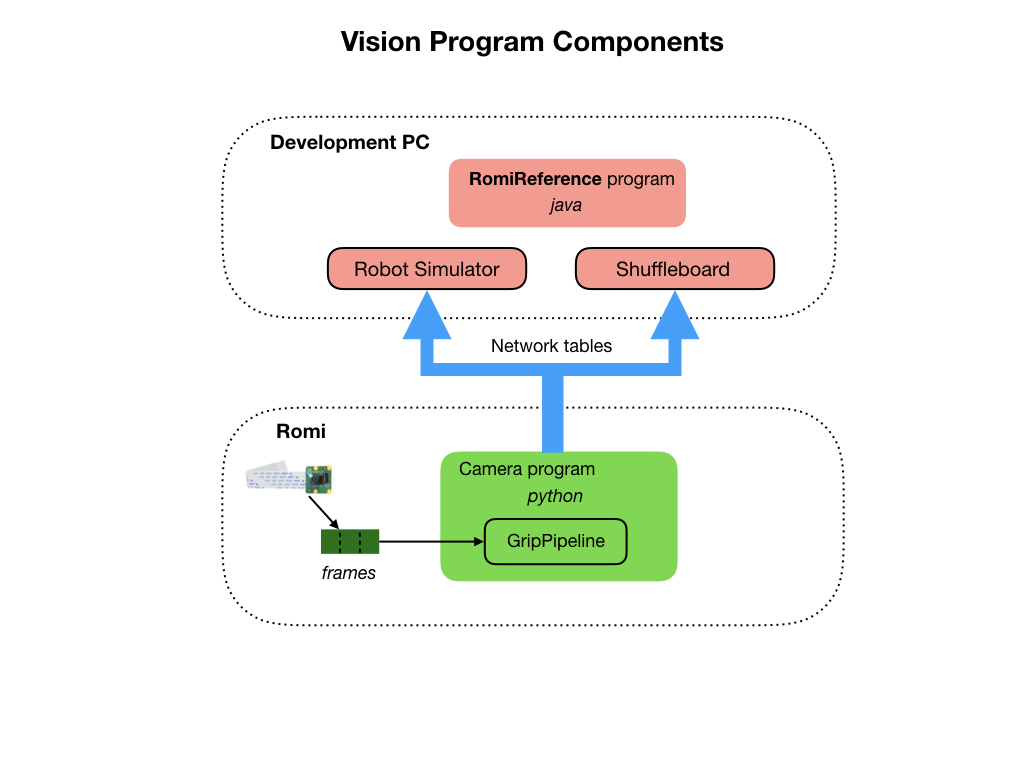 Vision Program Components
Development PC
RomiReference program
java
Robot Simulator
Shuffleboard
Network tables
Romi
Camera program
python
GripPipeline
frames